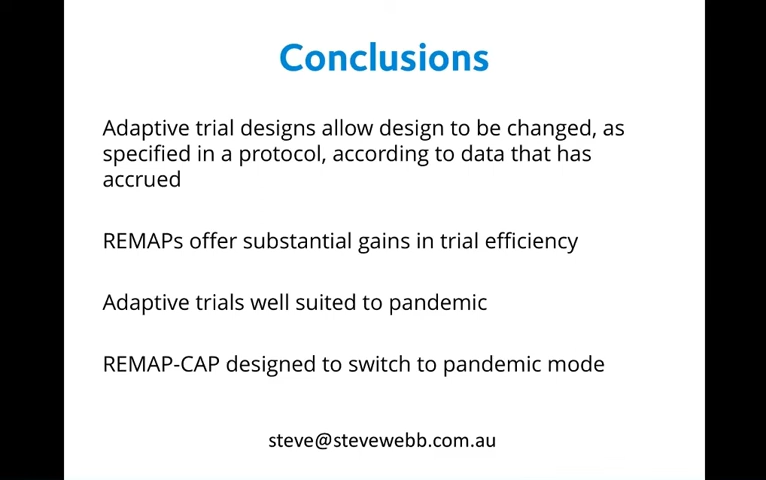 Conclusions
Adaptive trial designs allow design to be changed, as
specified in a protocol, according to data that has
accrued
REMAPs offer substantial gains in trial efficiency
Adaptive trials well suited to pandemic
REMAP-CAP designed to switch to pandemic mode
steve@stevewebb.com.au